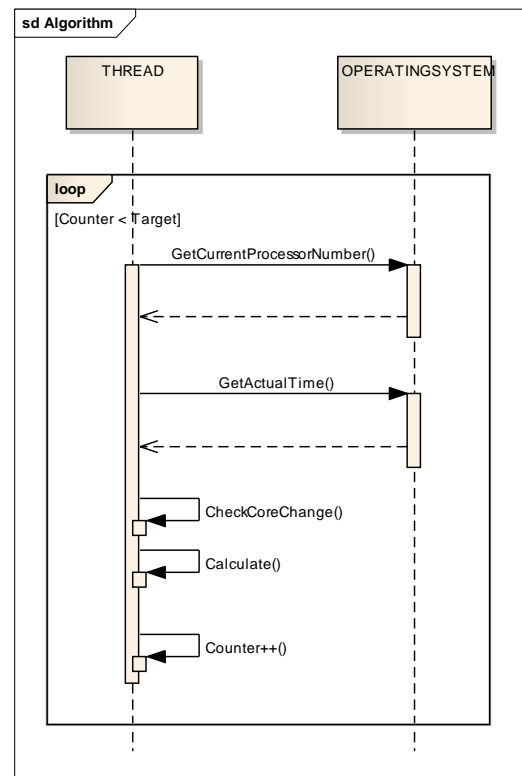 sd Algorithm
THREAD
OPERATINGSYSTEM
loop
[Counter < Target]
GetCurrentProcessorNumber()
GetActualTime()
CheckCoreChange()
Calculate()
Counter++()